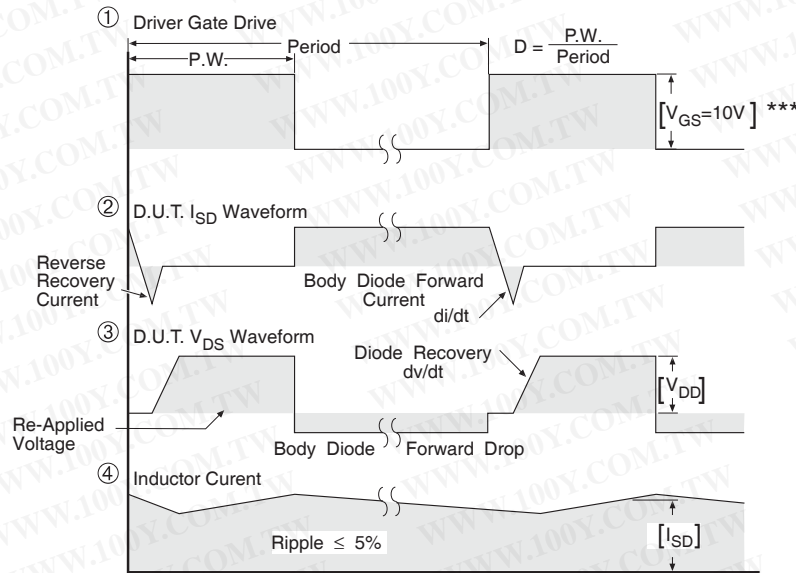 ① Driver Gate Drive
Period
P.W.
D = P.W.
Period
[VGS=10V] ***
② D.U.T. ISD Waveform
Reverse
Recovery
Current
Body Diode Forward
Current
di/dt
③ D.U.T. VDS Waveform
Diode Recovery
dv/dt
[VDD]
Re-Applied
Voltage
Body Diode Forward Drop
④ Inductor Curent
Ripple ≤ 5%
[ISD]
WWW.100Y.COM.TW